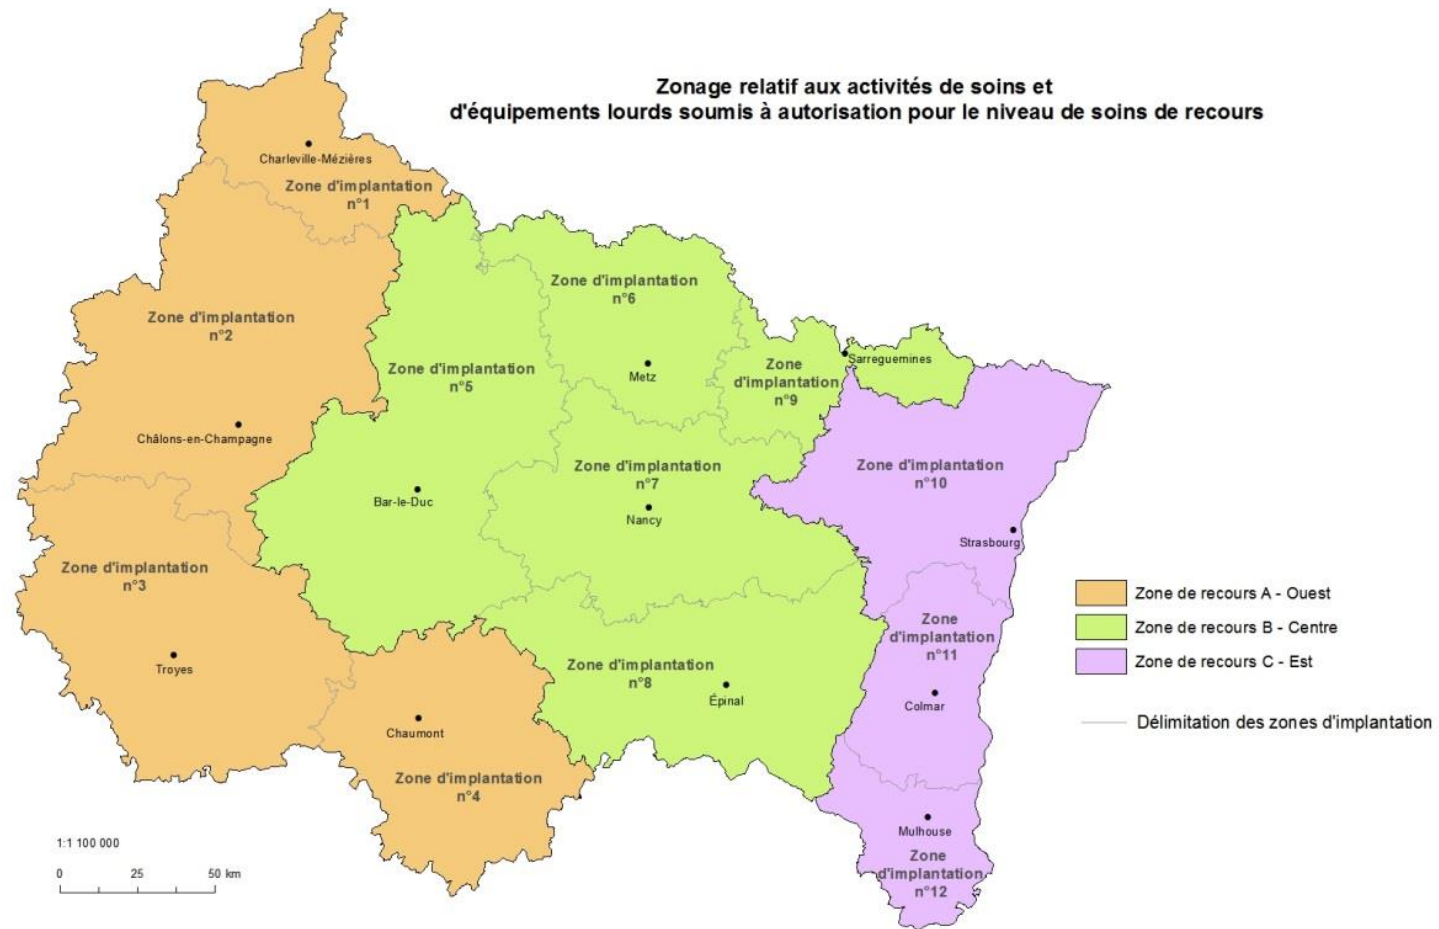 Zonage relatif aux activités de soins et
d'équipements lourds soumis à autorisation pour le niveau de soins de recours
Charleville-Mézières
Zone d'implantation
n°1
Zone d'implantation
n°2
Châlons-en-Champagne
Zone d'implantation
n°3
Troyes
Chaumont
Zone d'implantation
n°4
Zone d'implantation
n°5
Bar-le-Duc
Zone d'implantation
n°6
Metz
Zone d'implantation
n°7
Nancy
Zone d'implantation
n°8
Épinal
Zone
d'implantation
n°9
Sarreguemines
Zone d'implantation
n°10
Strasbourg
Zone
d'implantation
n°11
Colmar
Mulhouse
Zone
d'implantation
n°12
Zone de recours A - Ouest
Zone de recours B - Centre
Zone de recours C - Est
Délimitation des zones d'implantation
1:1 100 000
0 25 50 km